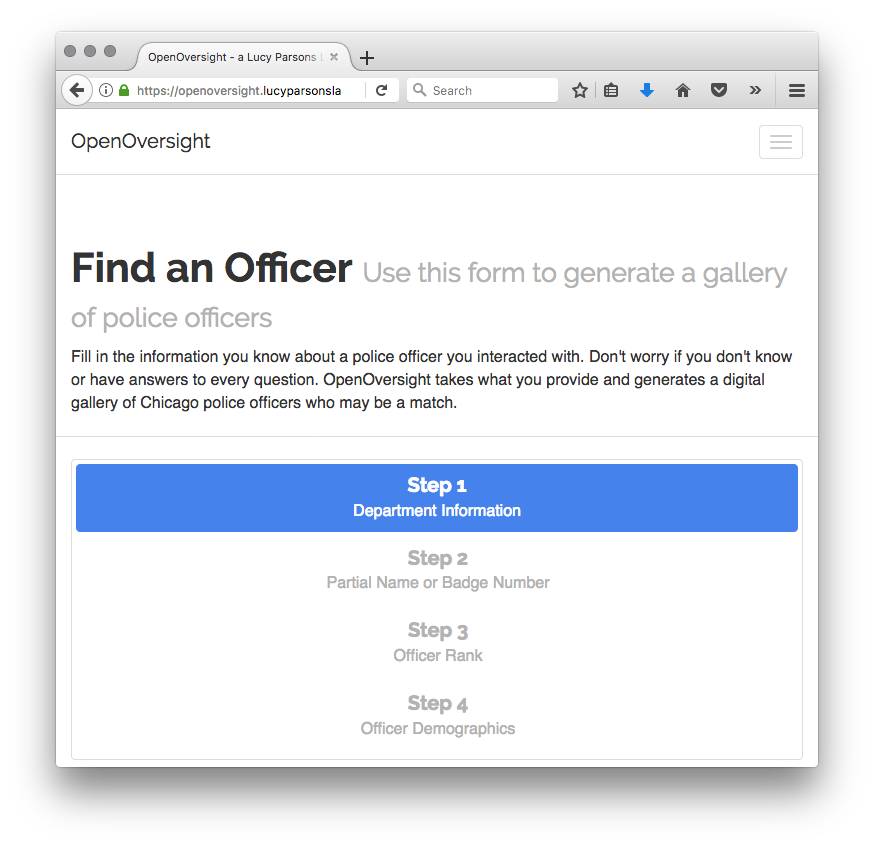 OpenOversight - a Lucy Parsons
https://openoversight.lucyparsonsla
Search
OpenOversight
Find an Officer Use this form to generate a gallery
of police officers
Fill in the information you know about a police officer you interacted with. Don't worry if you don't know
or have answers to every question. OpenOversight takes what you provide and generates a digital
gallery of Chicago police officers who may be a match.
Step 1
Department Information
Step 2
Partial Name or Badge Number
Step 3
Officer Rank
Step 4
Officer Demographics